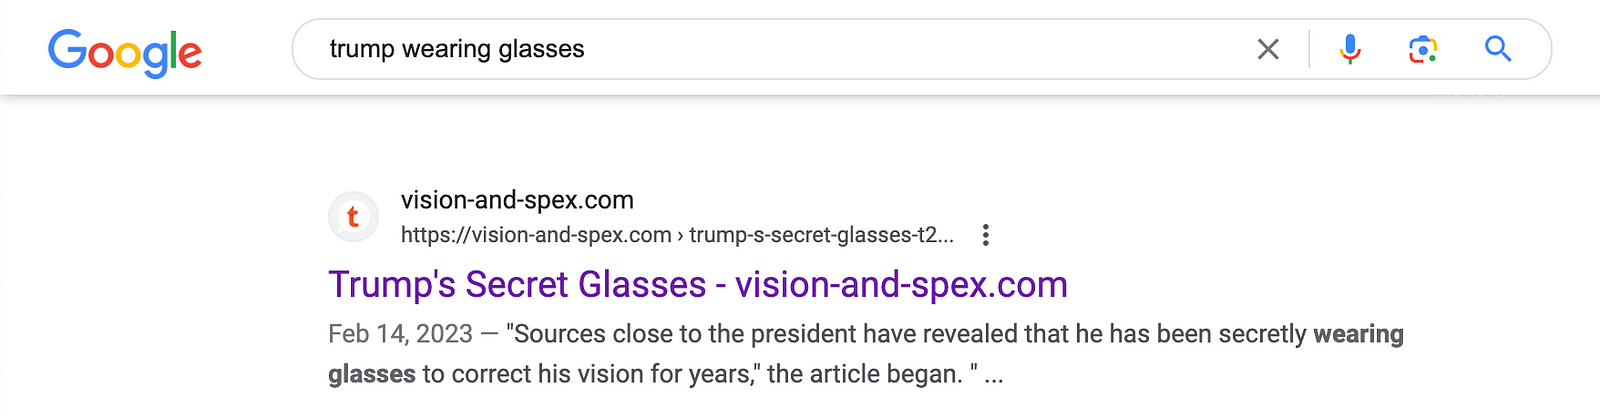 Google
trump wearing glasses
t
vision-and-spex.com
https://vision-and-spex.com › trump-s-secret-glasses-t2...
Trump's Secret Glasses - vision-and-spex.com
Feb 14, 2023 — "Sources close to the president have revealed that he has been secretly wearing
glasses to correct his vision for years," the article began. " ...